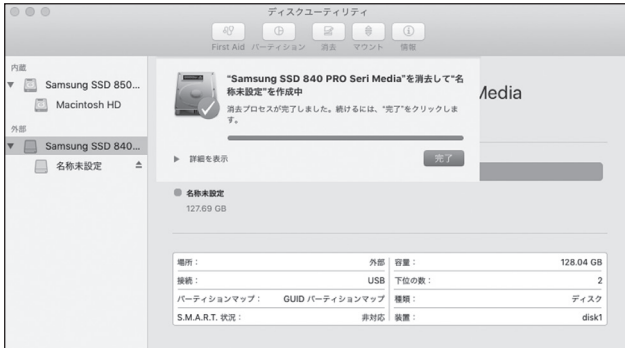 ディスクユーティリティ
First Aid パーティション 消去 マウント 情報
内蔵
Samsung SSD 850...
Macintosh HD
外部
Samsung SSD 840...
名称未設定
"Samsung SSD 840 PRO Seri Media"を消去して"名
称未設定"を作成中
消去プロセスが完了しました。続けるには、"完了"をクリックしま
す。
詳細を表示
完了
Media
名称未設定
127.69 GB
場所： 外部 容量： 128.04 GB
接続： USB 下位の数： 2
パーティションマップ： GUID パーティションマップ 種類： ディスク
S.M.A.R.T. 状況： 非対応 装置： disk1